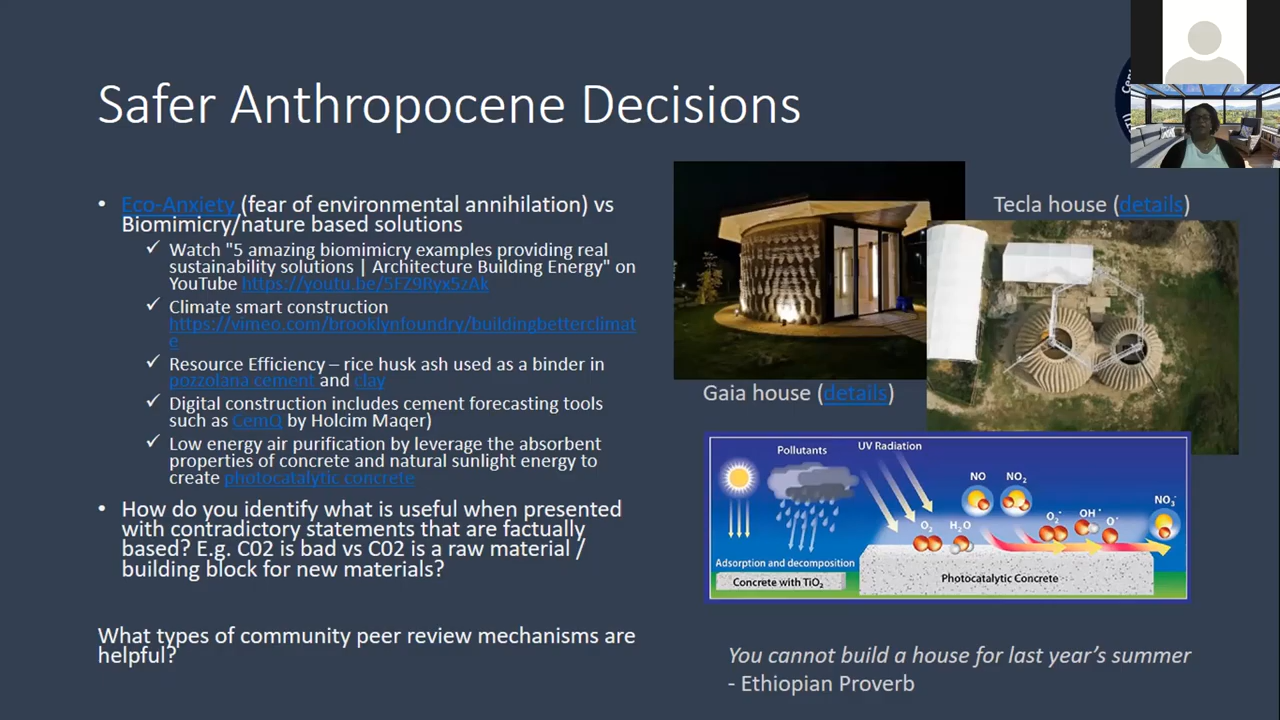 Safer Anthropocene Decisions
• Eco-Anxiety (fear of environmental annihilation) vs
Biomimicry/nature based solutions
✓ Watch "5 amazing biomimicry examples providing real
sustainability solutions | Architecture Building Energy" on
YouTube https://youtu.be/5FZ9Ryx5zAk
✓ Climate smart construction
https://vimeo.com/brooklynfoundry/buildingbetterclimat
e
✓ Resource Efficiency – rice husk ash used as a binder in
pozzolana cement and clay
✓ Digital construction includes cement forecasting tools
such as CemQ by Holcim Maqer)
✓ Low energy air purification by leverage the absorbent
properties of concrete and natural sunlight energy to
create photocatalytic concrete
• How do you identify what is useful when presented
with contradictory statements that are factually
based? E.g. C02 is bad vs C02 is a raw material /
building block for new materials?
What types of community peer review mechanisms are
helpful?
Tecla house (details)
Gaia house (details)
Pollutants
UV Radiation
NO NO₂
NO₃⁻
O₂ H₂O
O₂⁻ OH• O•
Adsorption and decomposition
Concrete with TiO₂
Photocatalytic Concrete
You cannot build a house for last year's summer
- Ethiopian Proverb